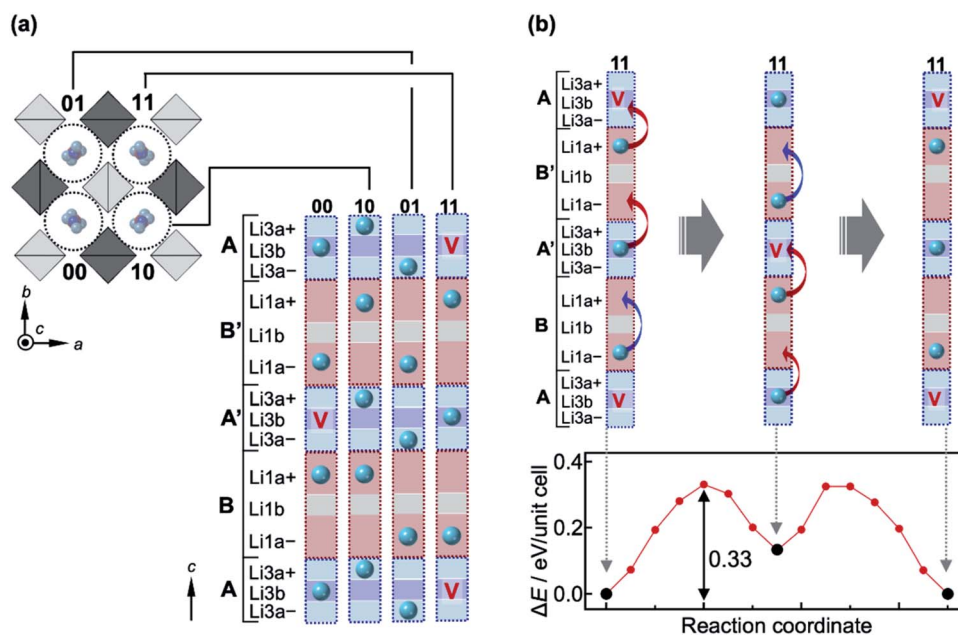 (a)
01 11
00 10
b
c
a
00 10 01 11
A
Li3a+
Li3b
Li3a−
V
B'
Li1a+
Li1b
Li1a−
A'
Li3a+
Li3b
Li3a−
V
B
Li1a+
Li1b
Li1a−
A
Li3a+
Li3b
Li3a−
V
c
(b)
11 11 11
A
Li3a+
Li3b
Li3a−
V V
B'
Li1a+
Li1b
Li1a−
A'
Li3a+
Li3b
Li3a−
V
B
Li1a+
Li1b
Li1a−
A
Li3a+
Li3b
Li3a−
V V
0.4
0.2
0.0
ΔE / eV/unit cell
0.33
Reaction coordinate